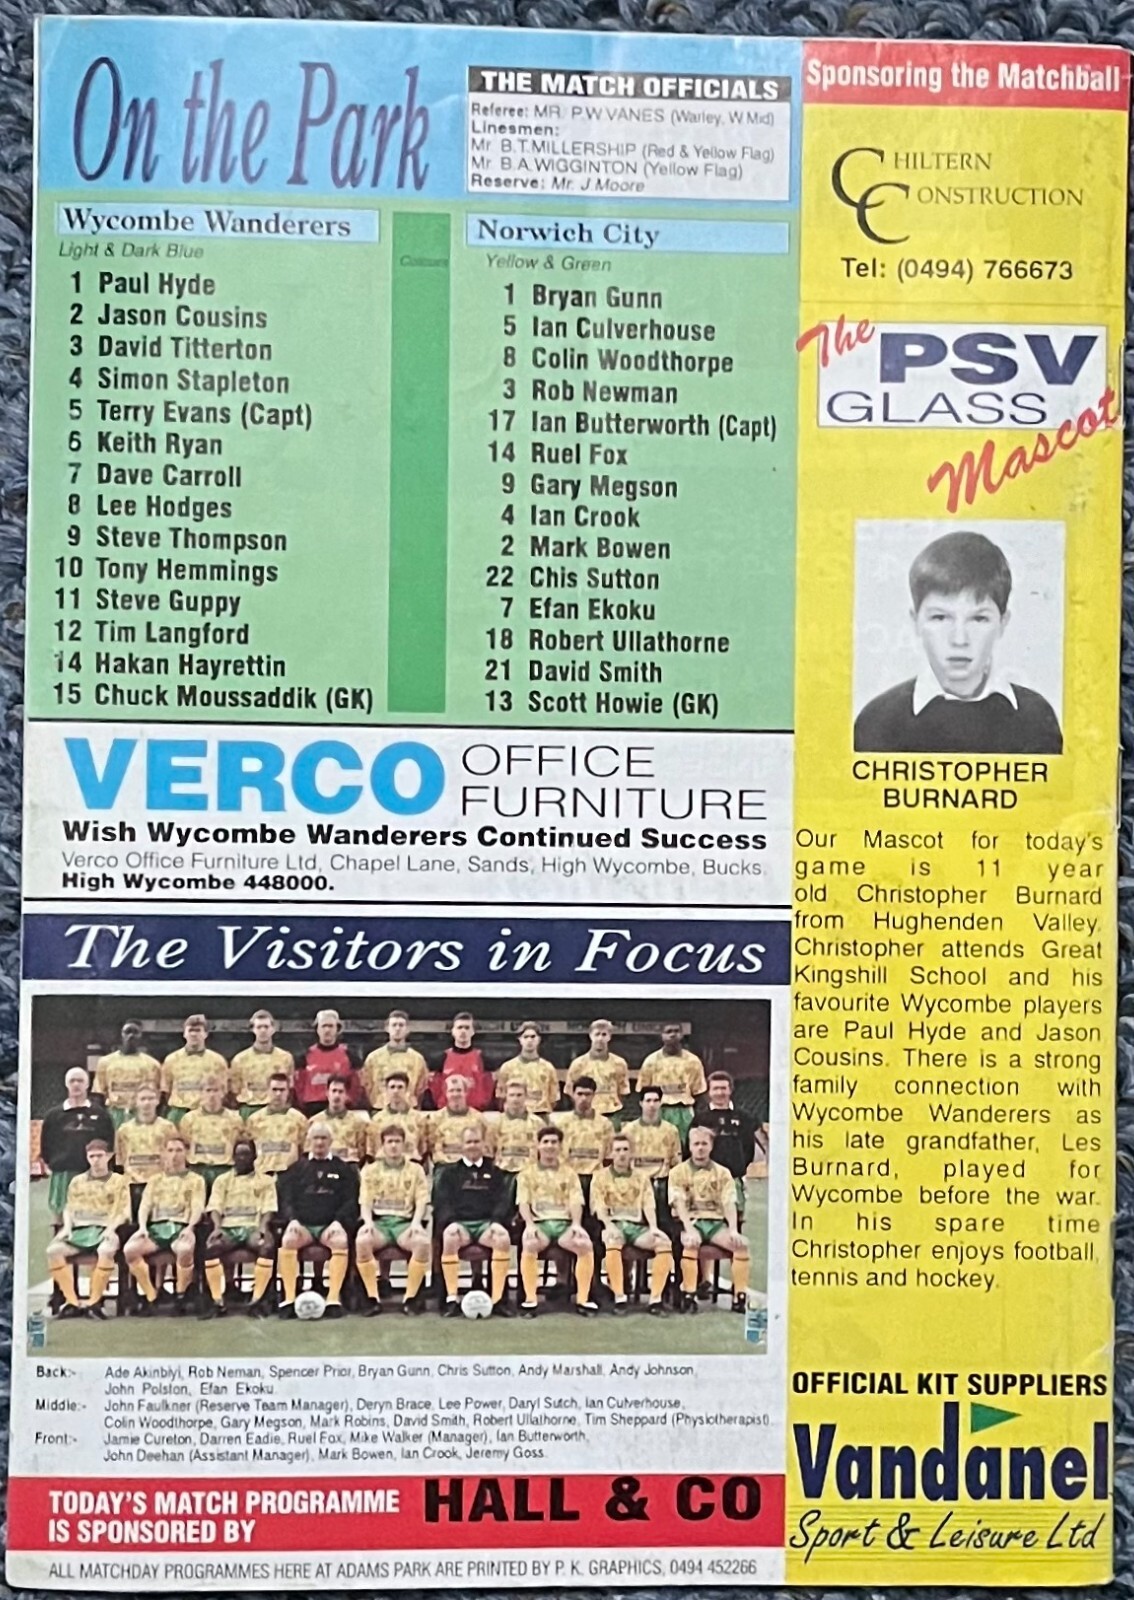 On the Park
THE MATCH OFFICIALS
Referee: MR P.W.VANES (Warley, W.Mid)
Linesmen:
Mr B.T.MILLERSHIP (Red & Yellow Flag)
Mr B.A.WIGGINTON (Yellow Flag)
Reserve: Mr. J Moore
Wycombe Wanderers
Light & Dark Blue
1 Paul Hyde
2 Jason Cousins
3 David Titterton
4 Simon Stapleton
5 Terry Evans (Capt)
6 Keith Ryan
7 Dave Carroll
8 Lee Hodges
9 Steve Thompson
10 Tony Hemmings
11 Steve Guppy
12 Tim Langford
14 Hakan Hayrettin
15 Chuck Moussaddik (GK)
Colours
Norwich City
Yellow & Green
1 Bryan Gunn
5 Ian Culverhouse
8 Colin Woodthorpe
3 Rob Newman
17 Ian Butterworth (Capt)
14 Ruel Fox
9 Gary Megson
4 Ian Crook
2 Mark Bowen
22 Chis Sutton
7 Efan Ekoku
18 Robert Ullathorne
21 David Smith
13 Scott Howie (GK)
VERCO OFFICE
FURNITURE
Wish Wycombe Wanderers Continued Success
Verco Office Furniture Ltd, Chapel Lane, Sands, High Wycombe, Bucks.
High Wycombe 448000.
The Visitors in Focus
Back:- Ade Akinbiyi, Rob Neman, Spencer Prior, Bryan Gunn, Chris Sutton, Andy Marshall, Andy Johnson,
John Polston, Efan Ekoku.
Middle:- John Faulkner (Reserve Team Manager), Deryn Brace, Lee Power, Daryl Sutch, Ian Culverhouse,
Colin Woodthorpe, Gary Megson, Mark Robins, David Smith, Robert Ullalhorne, Tim Sheppard (Physiotherapist).
Front:- Jamie Cureton, Darren Eadie, Ruel Fox, Mike Walker (Manager), Ian Butterworth,
John Deehan (Assistant Manager), Mark Bowen, Ian Crook, Jeremy Goss.
TODAY'S MATCH PROGRAMME
IS SPONSORED BY
HALL & CO
ALL MATCHDAY PROGRAMMES HERE AT ADAMS PARK ARE PRINTED BY P. K. GRAPHICS, 0494 452266
Sponsoring the Matchball
CHILTERN
CONSTRUCTION
Tel: (0494) 766673
The PSV
GLASS
Mascot
CHRISTOPHER
BURNARD
Our Mascot for today's
game is 11 year
old Christopher Burnard
from Hughenden Valley.
Christopher attends Great
Kingshill School and his
favourite Wycombe players
are Paul Hyde and Jason
Cousins. There is a strong
family connection with
Wycombe Wanderers as
his late grandfather, Les
Burnard, played for
Wycombe before the war.
In his spare time
Christopher enjoys football,
tennis and hockey.
OFFICIAL KIT SUPPLIERS
Vandanel
Sport & Leisure Ltd